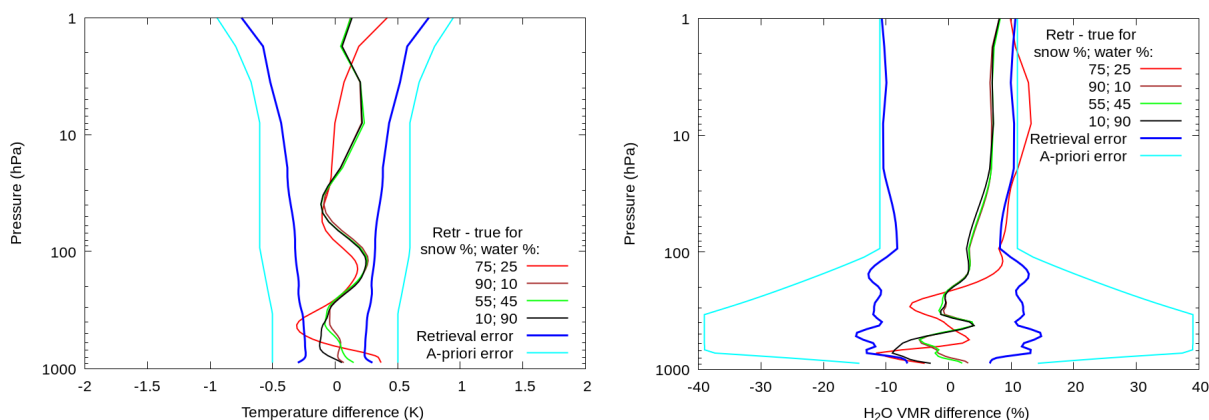 1
10
100
1000
Pressure (hPa)
-2
-1.5
-1
-0.5
0
0.5
1
1.5
2
Temperature difference (K)
Retr - true for
snow %; water %:
75; 25
90; 10
55; 45
10; 90
Retrieval error
A-priori error
1
10
100
1000
Pressure (hPa)
-40
-30
-20
-10
0
10
20
30
40
H2O VMR difference (%)
Retr - true for
snow %; water %:
75; 25
90; 10
55; 45
10; 90
Retrieval error
A-priori error